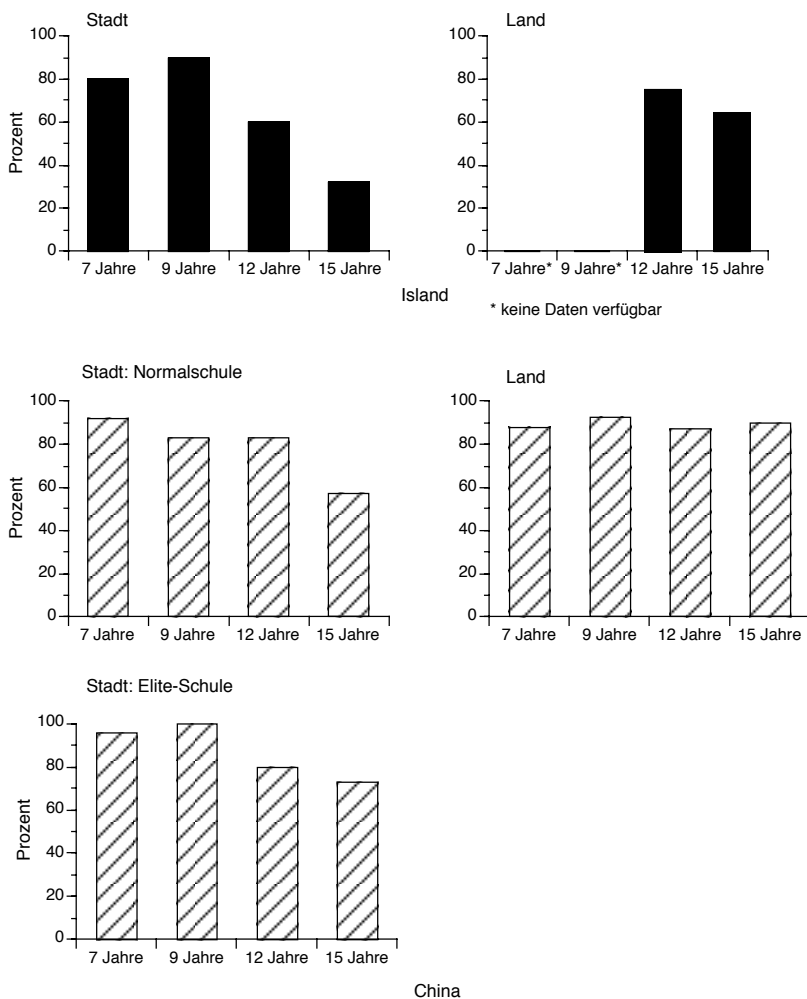 Stadt
Prozent
100
80
60
40
20
0
7 Jahre 9 Jahre 12 Jahre 15 Jahre
Land
100
80
60
40
20
0
7 Jahre* 9 Jahre* 12 Jahre 15 Jahre
Island
* keine Daten verfügbar
Stadt: Normalschule
Prozent
100
80
60
40
20
0
7 Jahre 9 Jahre 12 Jahre 15 Jahre
Land
100
80
60
40
20
0
7 Jahre 9 Jahre 12 Jahre 15 Jahre
Stadt: Elite-Schule
Prozent
100
80
60
40
20
0
7 Jahre 9 Jahre 12 Jahre 15 Jahre
China